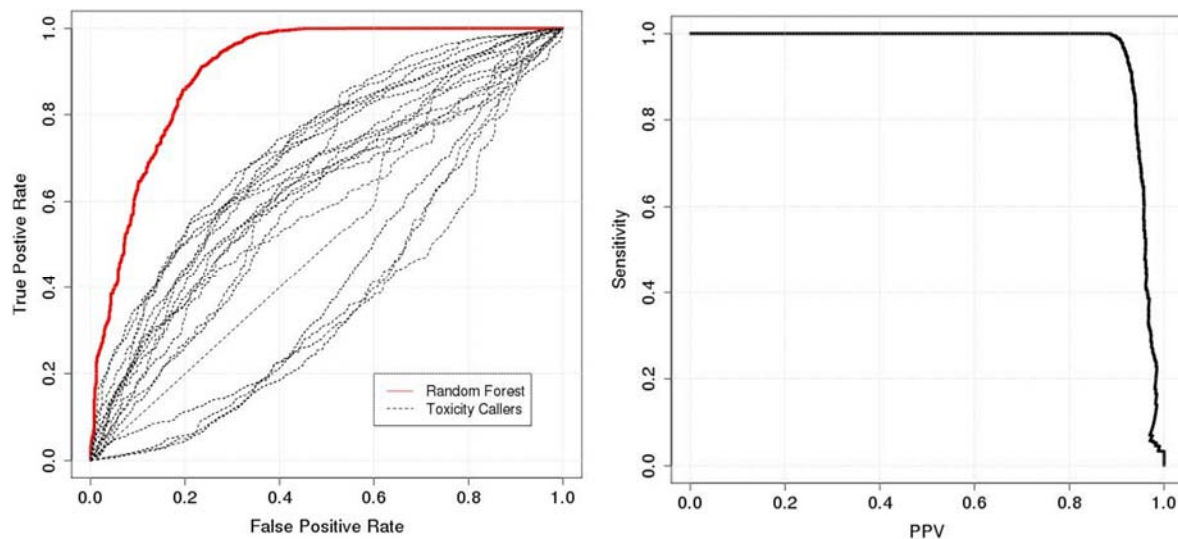 True Postive Rate
1.0
0.8
0.6
0.4
0.2
0.0
Random Forest
Toxicity Callers
0.0 0.2 0.4 0.6 0.8 1.0
False Positive Rate
Sensitivity
1.0
0.8
0.6
0.4
0.2
0.0
0.0 0.2 0.4 0.6 0.8 1.0
PPV